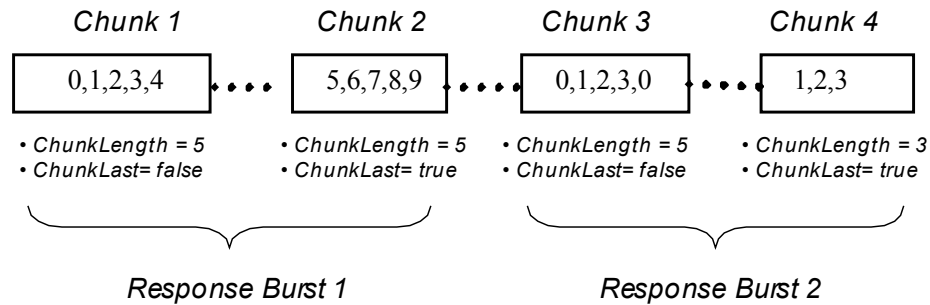 Chunk 1 Chunk 2 Chunk 3 Chunk 4
0,1,2,3,4 5,6,7,8,9 0,1,2,3,0 1,2,3
• ChunkLength = 5 • ChunkLength = 5 • ChunkLength = 5 • ChunkLength = 3
• ChunkLast= false • ChunkLast= true • ChunkLast= false • ChunkLast= true
Response Burst 1 Response Burst 2